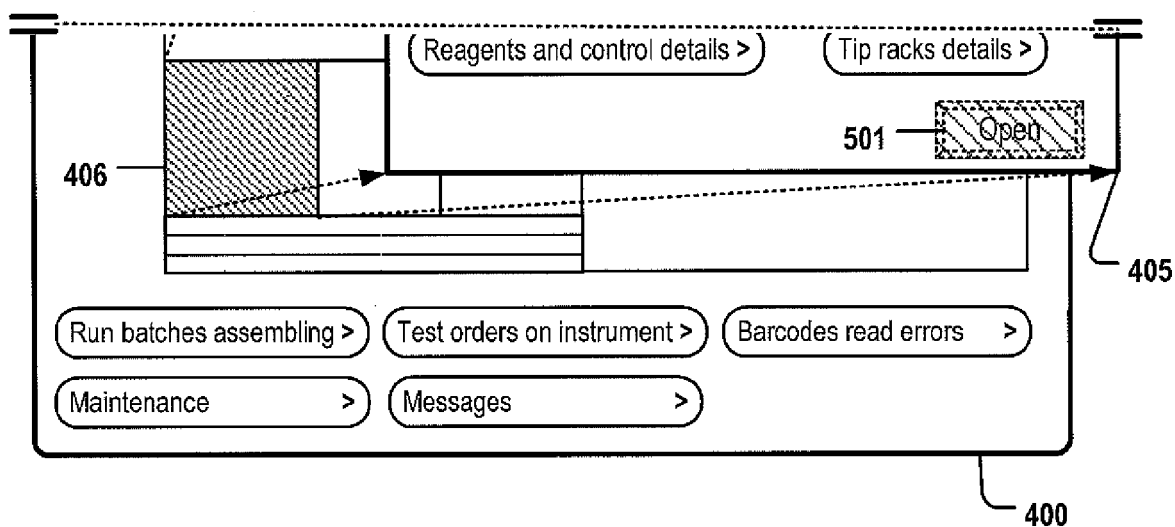 Reagents and control details > Tip racks details >
501 Open
406
405
Run batches assembling > Test orders on instrument > Barcodes read errors >
Maintenance > Messages >
400